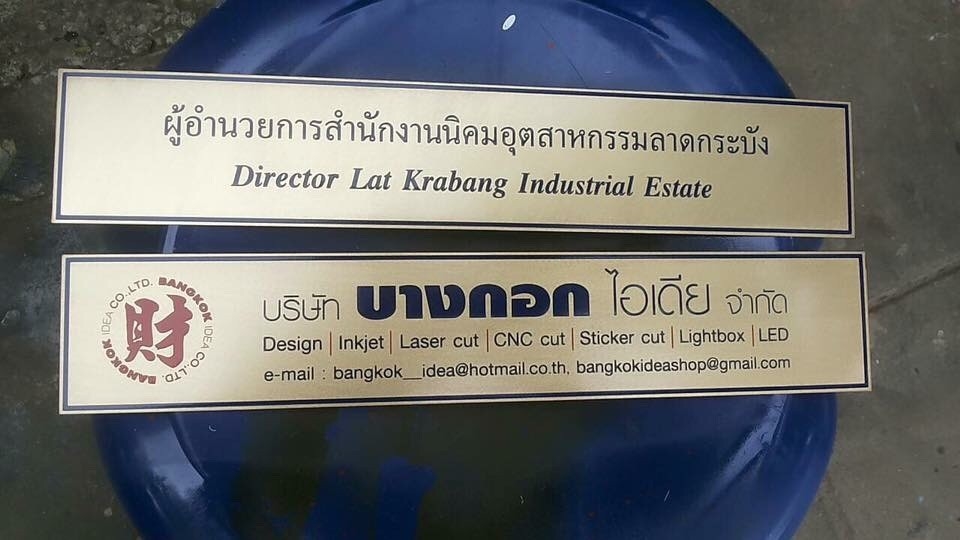 ผู้อำนวยการสำนักงานนิคมอุตสาหกรรมลาดกระบัง
Director Lat Krabang Industrial Estate
BANGKOK IDEA CO.,LTD. BANGKOK IDEA CO.,LTD.
財
บริษัท บางกอก ไอเดีย จำกัด
Design | Inkjet | Laser cut | CNC cut | Sticker cut | Lightbox | LED
e-mail : bangkok__idea@hotmail.co.th, bangkokideashop@gmail.com